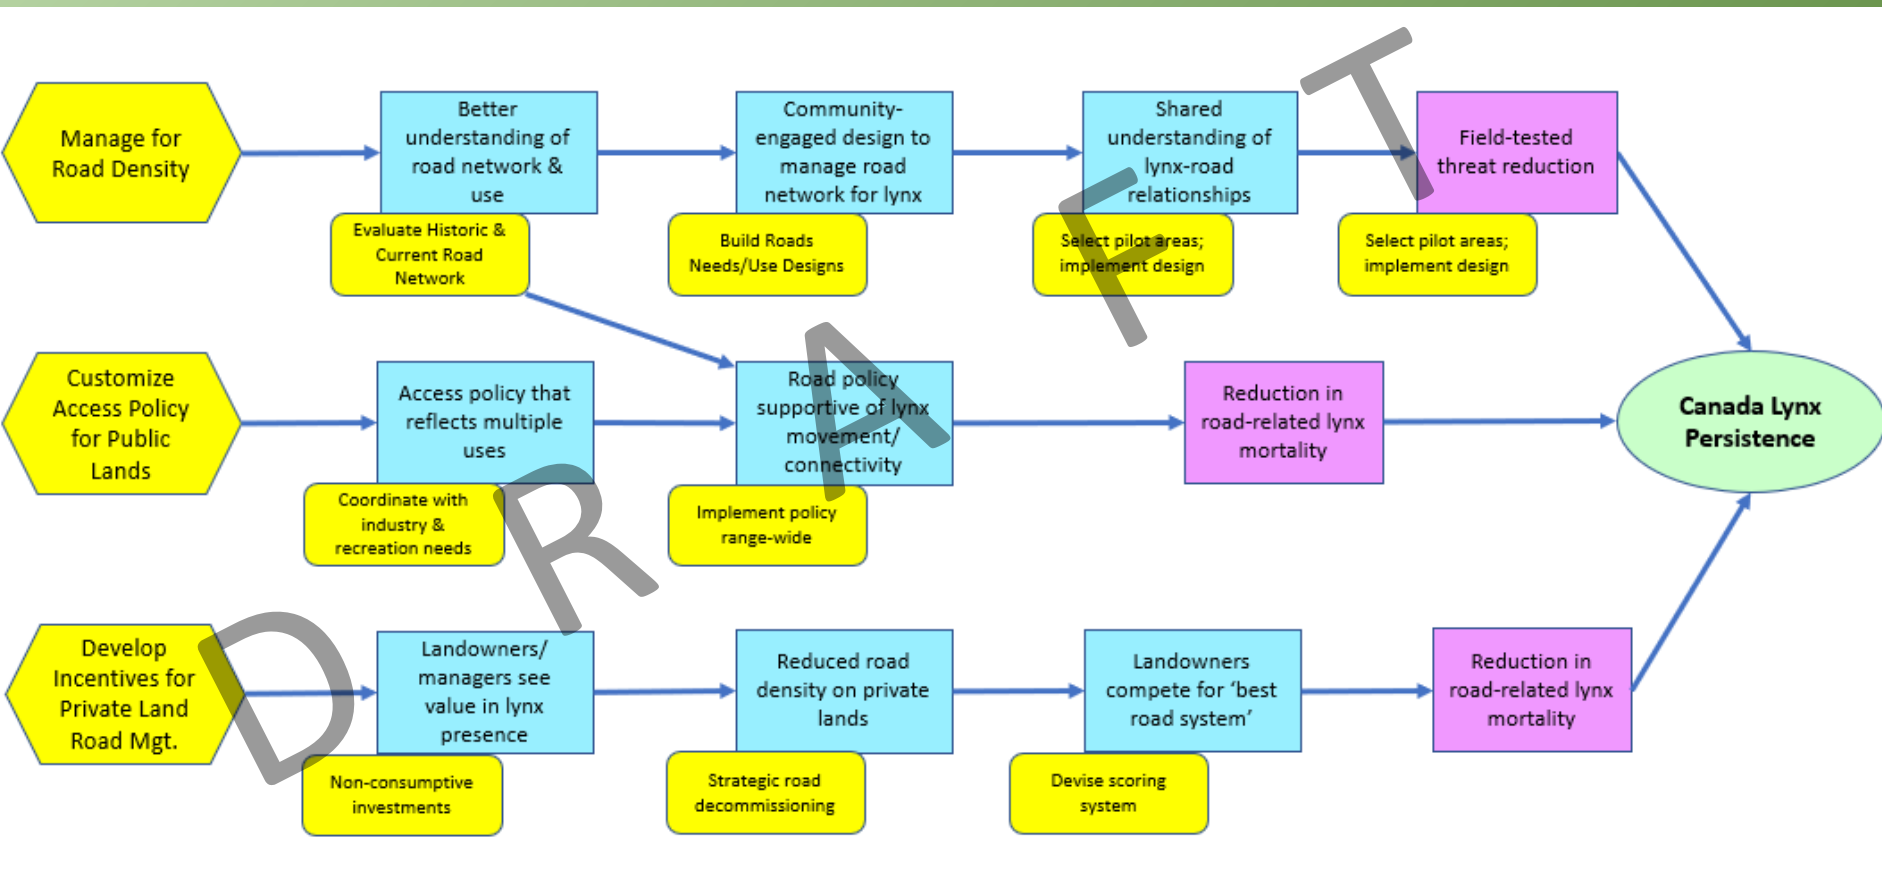 Manage for
Road Density
Better
understanding of
road network &
use
Evaluate Historic &
Current Road
Network
Community-
engaged design to
manage road
network for lynx
Build Roads
Needs/Use Designs
Shared
understanding of
lynx-road
relationships
Select pilot areas;
implement design
Field-tested
threat reduction
Select pilot areas;
implement design
Customize
Access Policy
for Public
Lands
Access policy that
reflects multiple
uses
Coordinate with
industry &
recreation needs
Road policy
supportive of lynx
movement/
connectivity
Implement policy
range-wide
Reduction in
road-related lynx
mortality
Canada Lynx
Persistence
Develop
Incentives for
Private Land
Road Mgt.
Landowners/
managers see
value in lynx
presence
Non-consumptive
investments
Reduced road
density on private
lands
Strategic road
decommissioning
Landowners
compete for ‘best
road system’
Devise scoring
system
Reduction in
road-related lynx
mortality
DRAFT